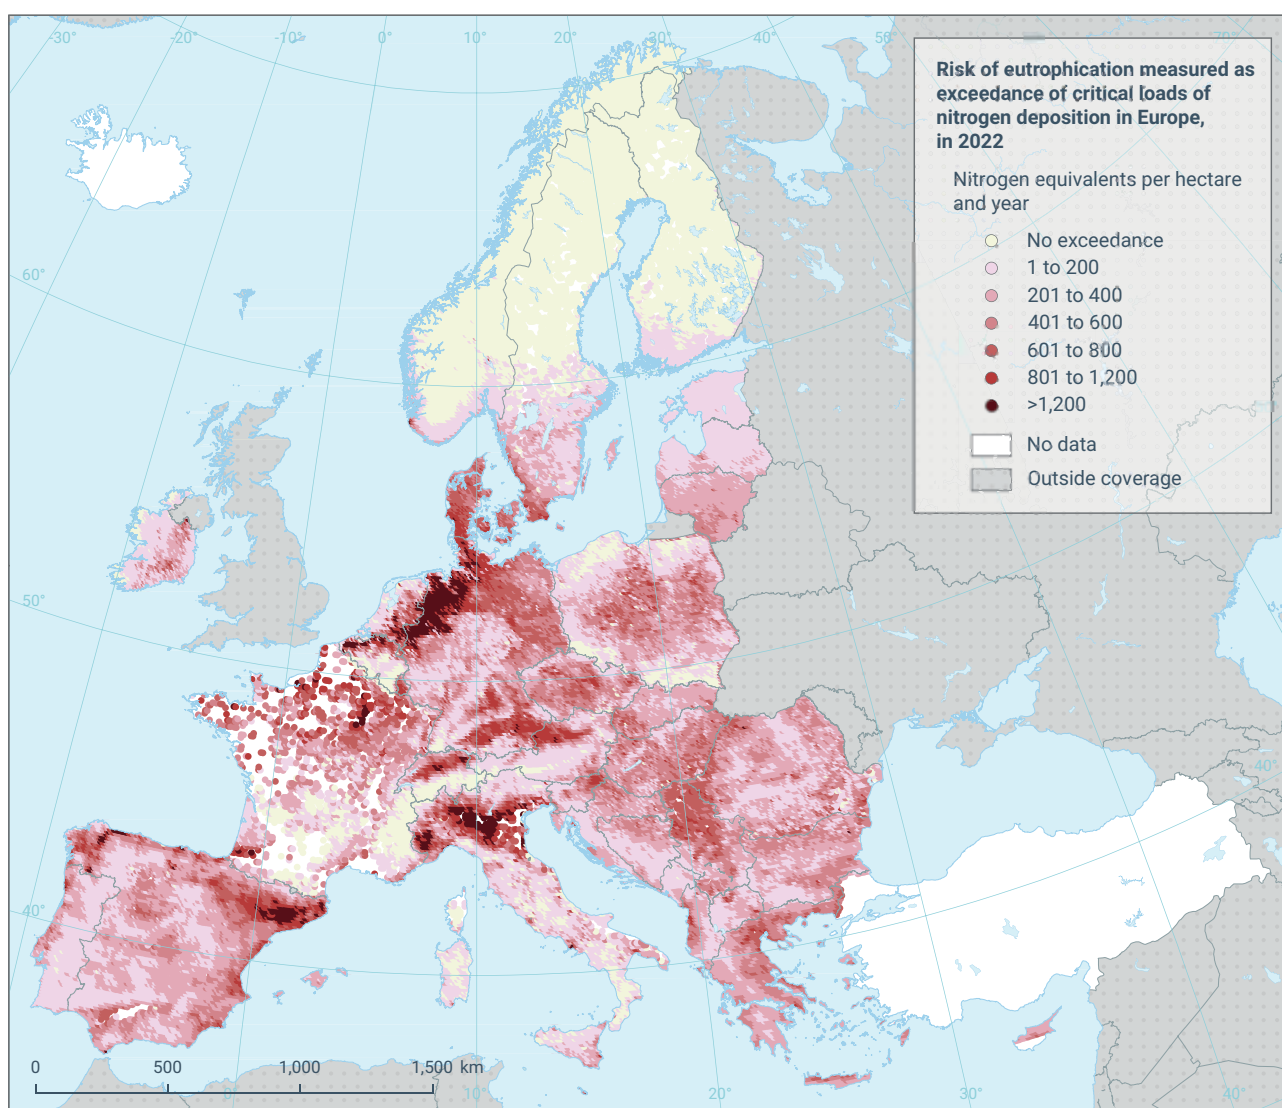 -30°
-20°
-10°
0°
10°
20°
30°
40°
50°
70°
Risk of eutrophication measured as
exceedance of critical loads of
nitrogen deposition in Europe,
in 2022
Nitrogen equivalents per hectare
and year
No exceedance
1 to 200
201 to 400
401 to 600
601 to 800
801 to 1,200
>1,200
No data
Outside coverage
60°
50°
40°
40°
0
500
1,000
1,500 km
0°
10°
20°
30°
40°